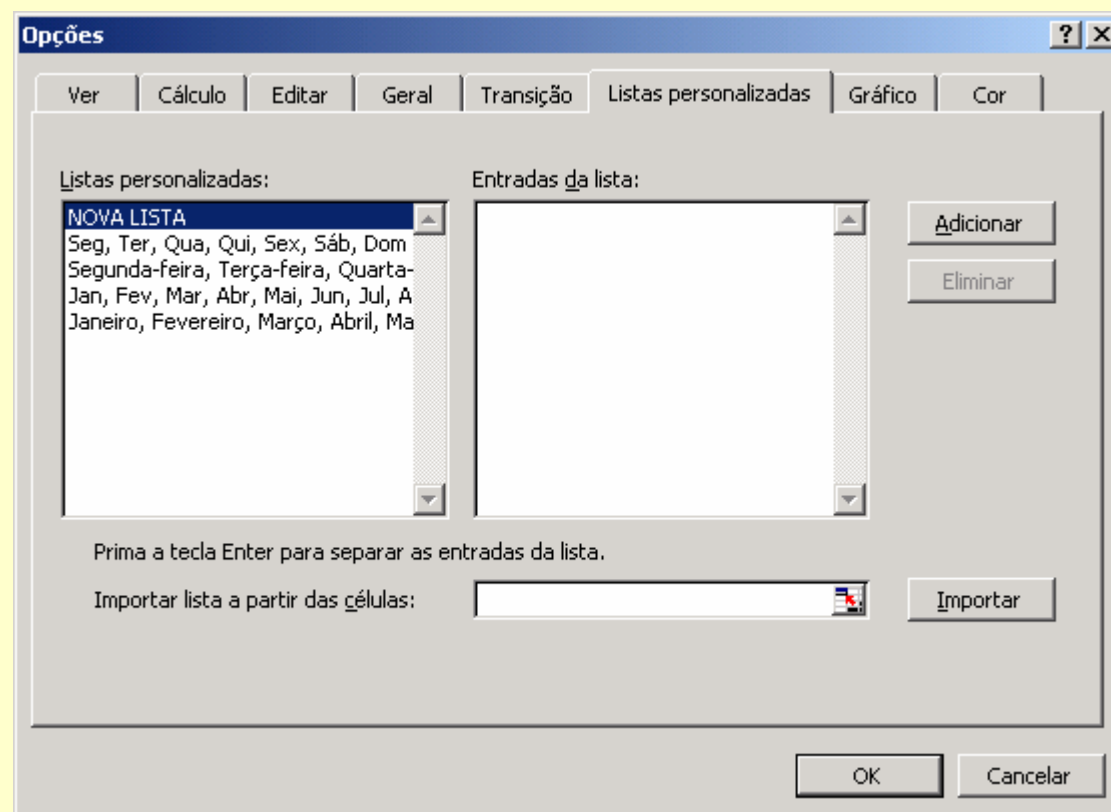 Opções
Ver Cálculo Editar Geral Transição Listas personalizadas Gráfico Cor
Listas personalizadas: Entradas da lista:
NOVA LISTA
Seg, Ter, Qua, Qui, Sex, Sáb, Dom
Segunda-feira, Terça-feira, Quarta-
Jan, Fev, Mar, Abr, Mai, Jun, Jul, A
Janeiro, Fevereiro, Março, Abril, Ma
Adicionar
Eliminar
Prima a tecla Enter para separar as entradas da lista.
Importar lista a partir das células: Importar
OK Cancelar